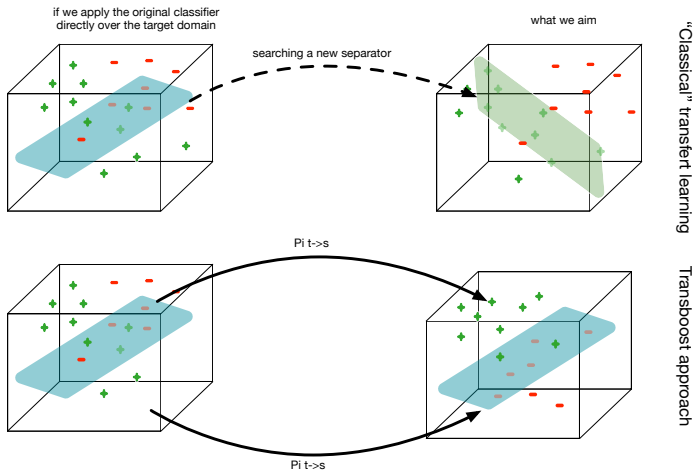 if we apply the original classifier
directly over the target domain
what we aim
searching a new separator
"Classical" transfert learning
Pi t->s
Transboost approach
Pi t->s